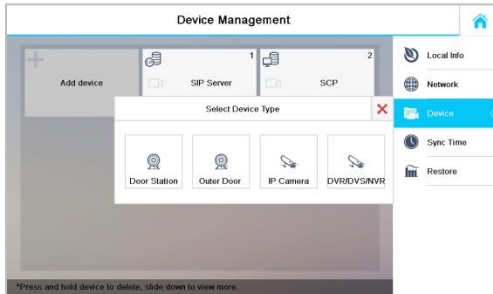 Device Management
1
2
Add device
SIP Server
SCP
Select Device Type
Door Station
Outer Door
IP Camera
DVR/DVS/NVR
*Press and hold device to delete, slide down to view more.
Local Info
Network
Device
Sync Time
Restore